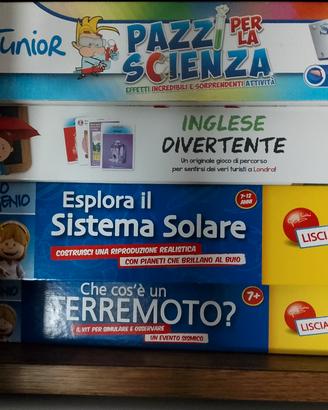 Junior
PAZZI PER
LA
SCIENZA
EFFETTI INCREDIBILI E SORPRENDENTI ATTIVITÀ
INGLESE
DIVERTENTE
Un originale gioco di percorso
per sentirsi dei veri turisti a Londra!
Esplora il
Sistema Solare
7-12
ANNI
COSTRUISCI UNA RIPRODUZIONE REALISTICA
CON PIANETI CHE BRILLANO AL BUIO
LISCIA
Che cos'è un
TERREMOTO?
7+
IL KIT PER SIMULARE E OSSERVARE
UN EVENTO SISMICO
LISCIA